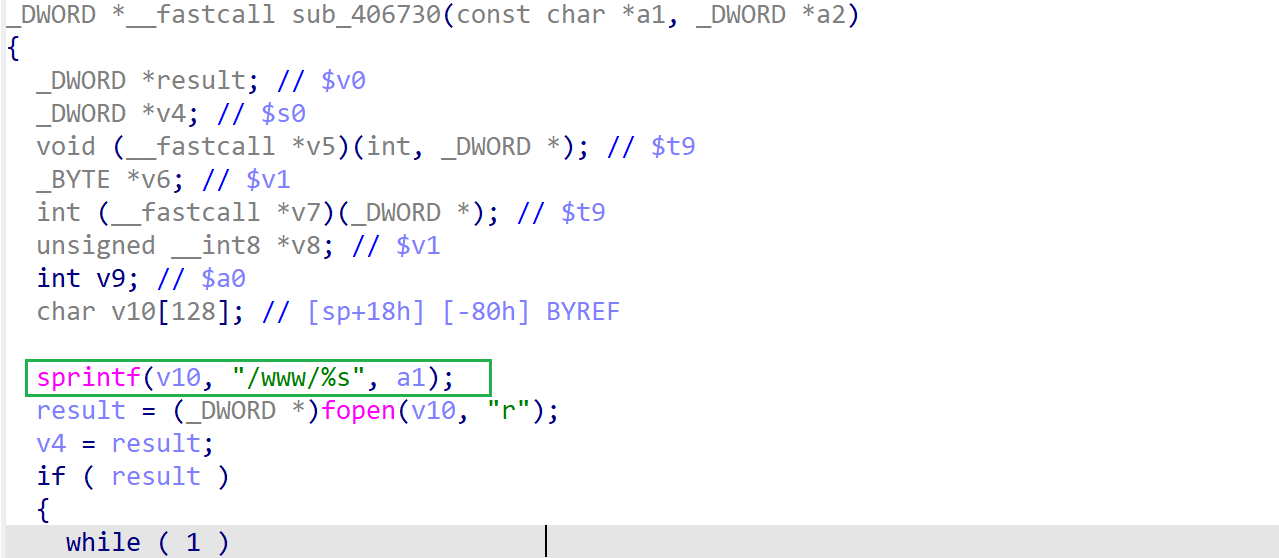 _DWORD *__fastcall sub_406730(const char *a1, _DWORD *a2)
{
_DWORD *result; // $v0
_DWORD *v4; // $s0
void (__fastcall *v5)(int, _DWORD *); // $t9
_BYTE *v6; // $v1
int (__fastcall *v7)(_DWORD *); // $t9
unsigned __int8 *v8; // $v1
int v9; // $a0
char v10[128]; // [sp+18h] [-80h] BYREF
sprintf(v10, "/www/%s", a1);
result = (_DWORD *)fopen(v10, "r");
v4 = result;
if ( result )
{
while ( 1 )